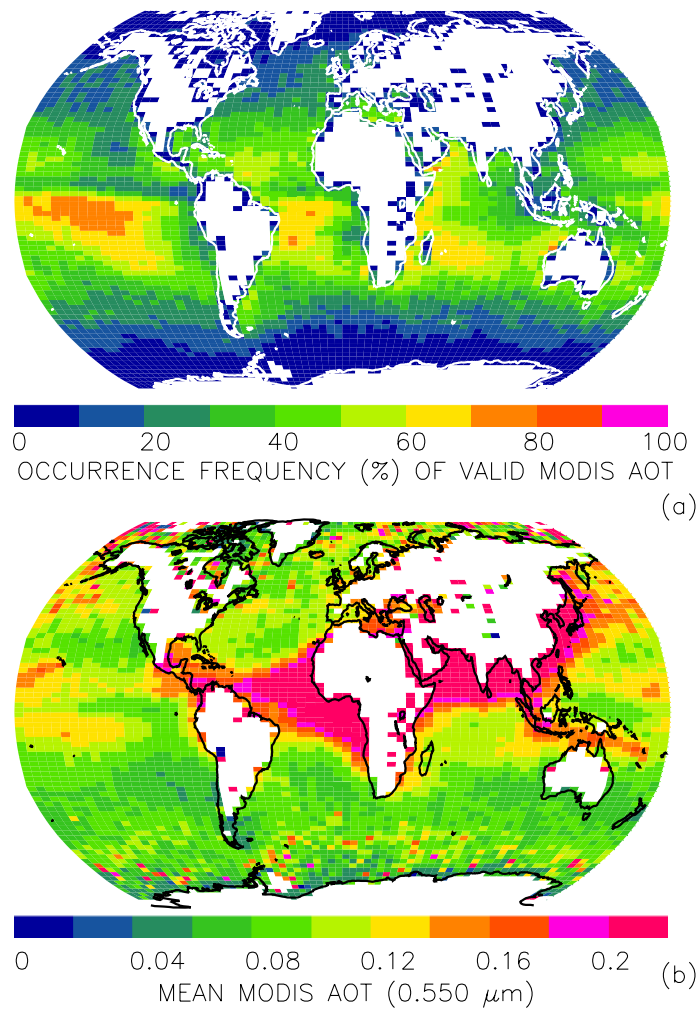 0 20 40 60 80 100
OCCURRENCE FREQUENCY (%) OF VALID MODIS AOT
(a)
0 0.04 0.08 0.12 0.16 0.2
(b)
MEAN MODIS AOT (0.550 μm)